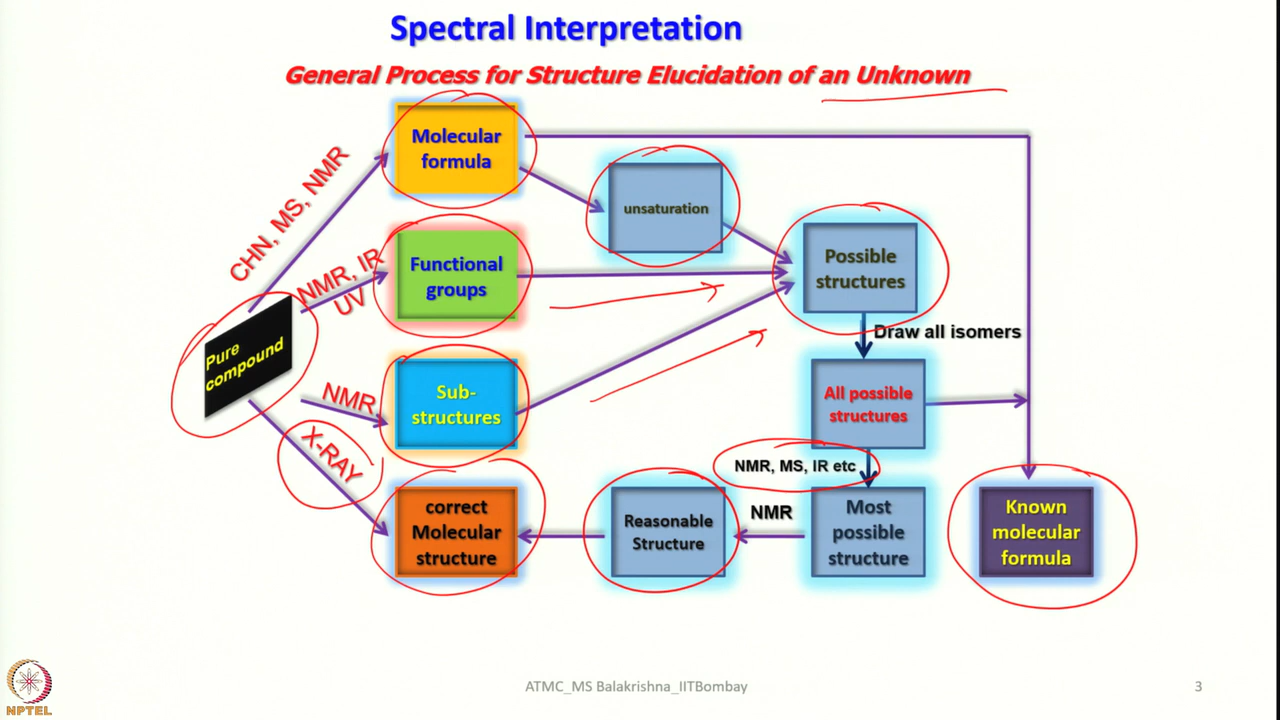 Spectral Interpretation
General Process for Structure Elucidation of an Unknown
Molecular
formula
CHN, MS, NMR
unsaturation
Functional
groups
NMR, IR
UV
Possible
structures
Pure
compound
Draw all isomers
NMR
Sub-
structures
All possible
structures
X-RAY
NMR, MS, IR etc
correct
Molecular
structure
Reasonable
Structure
NMR
Most
possible
structure
Known
molecular
formula
NPTEL
ATMC_MS Balakrishna_IITBombay
3